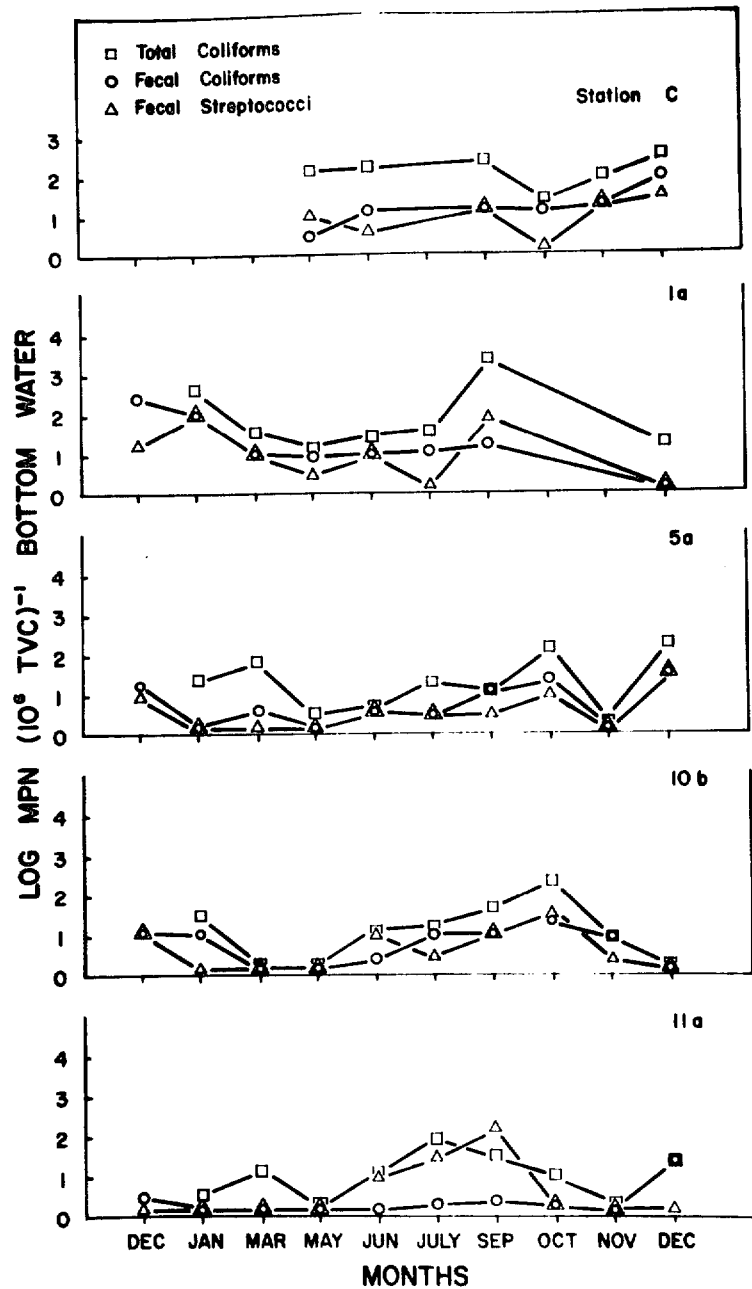 Total Coliforms
Fecal Coliforms
Fecal Streptococci
Station C
3
2
1
0
1a
4
3
2
1
0
5a
4
3
2
1
0
10b
4
3
2
1
0
11a
4
3
2
1
0
LOG MPN (10⁶ TVC)⁻¹ BOTTOM WATER
DEC JAN MAR MAY JUN JULY SEP OCT NOV DEC
MONTHS